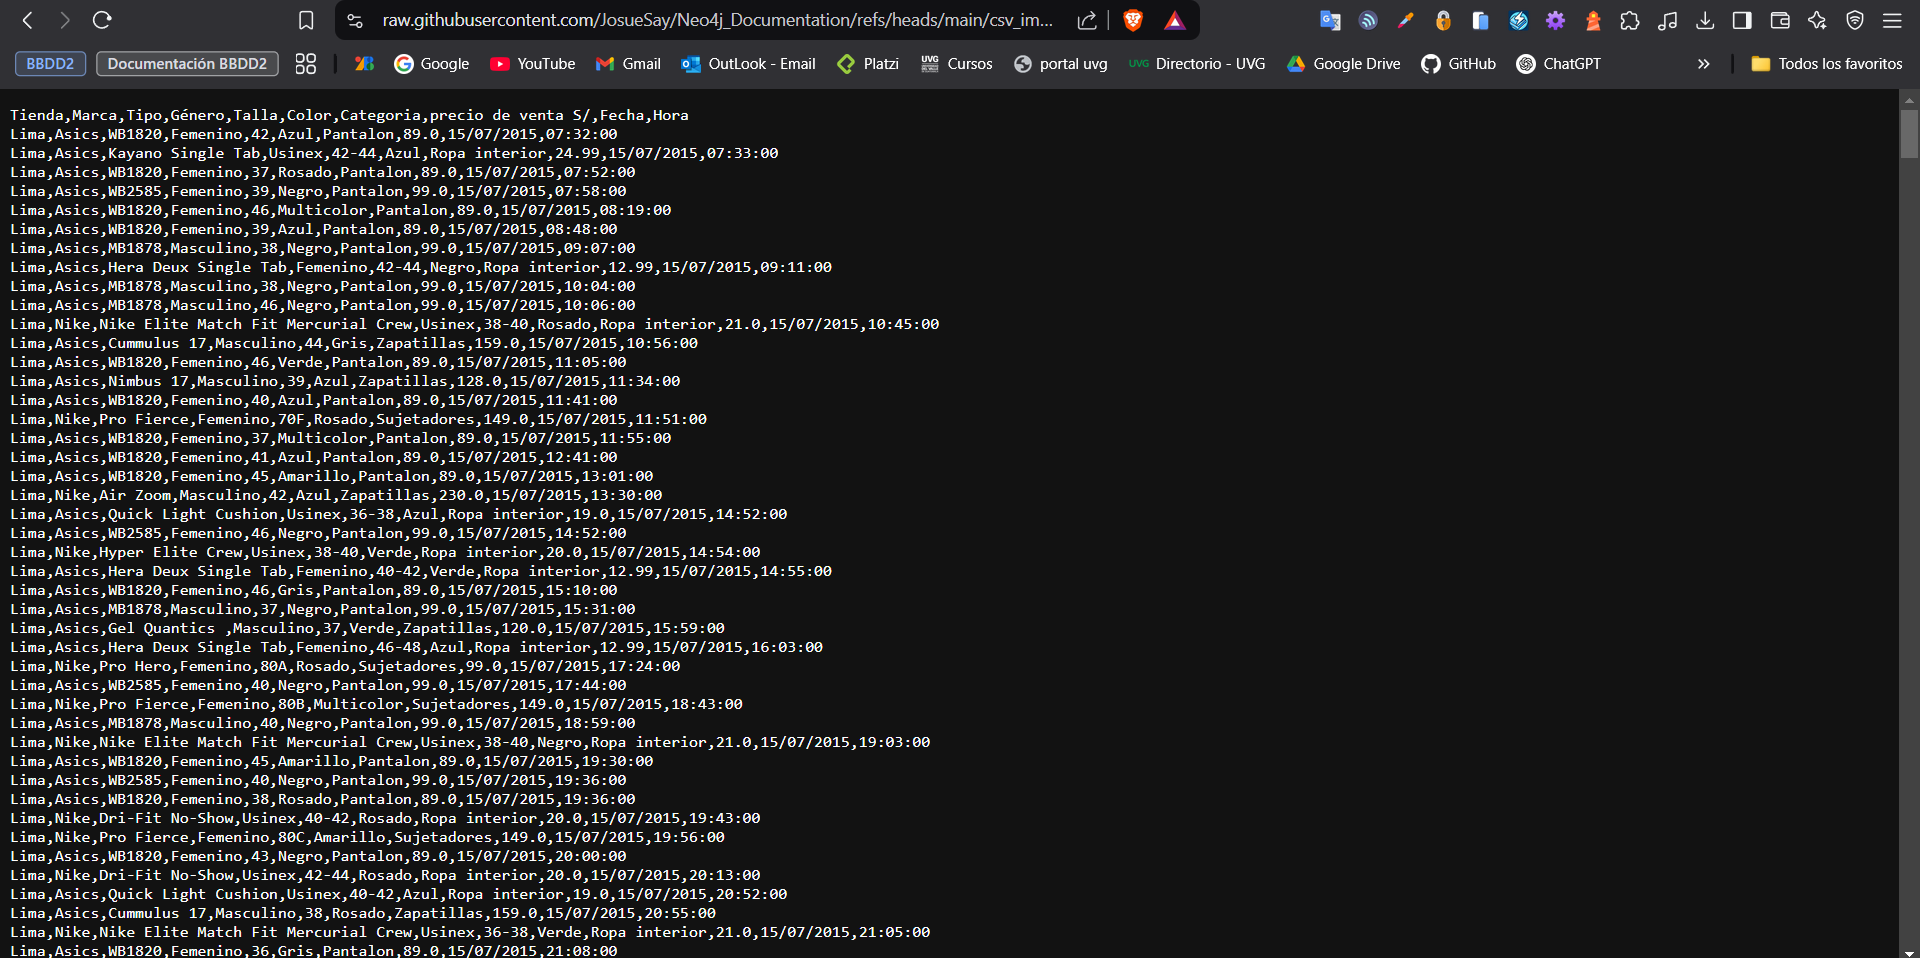 raw.githubusercontent.com/JosueSay/Neo4j_Documentation/refs/heads/main/csv_im...
BBDD2 Documentación BBDD2 Google YouTube Gmail OutLook - Email Platzi UVG Cursos portal uvg UVG Directorio - UVG Google Drive GitHub ChatGPT » Todos los favoritos
Tienda,Marca,Tipo,Género,Talla,Color,Categoria,precio de venta S/,Fecha,Hora
Lima,Asics,WB1820,Femenino,42,Azul,Pantalon,89.0,15/07/2015,07:32:00
Lima,Asics,Kayano Single Tab,Usinex,42-44,Azul,Ropa interior,24.99,15/07/2015,07:33:00
Lima,Asics,WB1820,Femenino,37,Rosado,Pantalon,89.0,15/07/2015,07:52:00
Lima,Asics,WB2585,Femenino,39,Negro,Pantalon,99.0,15/07/2015,07:58:00
Lima,Asics,WB1820,Femenino,46,Multicolor,Pantalon,89.0,15/07/2015,08:19:00
Lima,Asics,WB1820,Femenino,39,Azul,Pantalon,89.0,15/07/2015,08:48:00
Lima,Asics,MB1878,Masculino,38,Negro,Pantalon,99.0,15/07/2015,09:07:00
Lima,Asics,Hera Deux Single Tab,Femenino,42-44,Negro,Ropa interior,12.99,15/07/2015,09:11:00
Lima,Asics,MB1878,Masculino,38,Negro,Pantalon,99.0,15/07/2015,10:04:00
Lima,Asics,MB1878,Masculino,46,Negro,Pantalon,99.0,15/07/2015,10:06:00
Lima,Nike,Nike Elite Match Fit Mercurial Crew,Usinex,38-40,Rosado,Ropa interior,21.0,15/07/2015,10:45:00
Lima,Asics,Cummulus 17,Masculino,44,Gris,Zapatillas,159.0,15/07/2015,10:56:00
Lima,Asics,WB1820,Femenino,46,Verde,Pantalon,89.0,15/07/2015,11:05:00
Lima,Asics,Nimbus 17,Masculino,39,Azul,Zapatillas,128.0,15/07/2015,11:34:00
Lima,Asics,WB1820,Femenino,40,Azul,Pantalon,89.0,15/07/2015,11:41:00
Lima,Nike,Pro Fierce,Femenino,70F,Rosado,Sujetadores,149.0,15/07/2015,11:51:00
Lima,Asics,WB1820,Femenino,37,Multicolor,Pantalon,89.0,15/07/2015,11:55:00
Lima,Asics,WB1820,Femenino,41,Azul,Pantalon,89.0,15/07/2015,12:41:00
Lima,Asics,WB1820,Femenino,45,Amarillo,Pantalon,89.0,15/07/2015,13:01:00
Lima,Nike,Air Zoom,Masculino,42,Azul,Zapatillas,230.0,15/07/2015,13:30:00
Lima,Asics,Quick Light Cushion,Usinex,36-38,Azul,Ropa interior,19.0,15/07/2015,14:52:00
Lima,Asics,WB2585,Femenino,46,Negro,Pantalon,99.0,15/07/2015,14:52:00
Lima,Nike,Hyper Elite Crew,Usinex,38-40,Verde,Ropa interior,20.0,15/07/2015,14:54:00
Lima,Asics,Hera Deux Single Tab,Femenino,40-42,Verde,Ropa interior,12.99,15/07/2015,14:55:00
Lima,Asics,WB1820,Femenino,46,Gris,Pantalon,89.0,15/07/2015,15:10:00
Lima,Asics,MB1878,Masculino,37,Negro,Pantalon,99.0,15/07/2015,15:31:00
Lima,Asics,Gel Quantics ,Masculino,37,Verde,Zapatillas,120.0,15/07/2015,15:59:00
Lima,Asics,Hera Deux Single Tab,Femenino,46-48,Azul,Ropa interior,12.99,15/07/2015,16:03:00
Lima,Nike,Pro Hero,Femenino,80A,Rosado,Sujetadores,99.0,15/07/2015,17:24:00
Lima,Asics,WB2585,Femenino,40,Negro,Pantalon,99.0,15/07/2015,17:44:00
Lima,Nike,Pro Fierce,Femenino,80B,Multicolor,Sujetadores,149.0,15/07/2015,18:43:00
Lima,Asics,MB1878,Masculino,40,Negro,Pantalon,99.0,15/07/2015,18:59:00
Lima,Nike,Nike Elite Match Fit Mercurial Crew,Usinex,38-40,Negro,Ropa interior,21.0,15/07/2015,19:03:00
Lima,Asics,WB1820,Femenino,45,Amarillo,Pantalon,89.0,15/07/2015,19:30:00
Lima,Asics,WB2585,Femenino,40,Negro,Pantalon,99.0,15/07/2015,19:36:00
Lima,Asics,WB1820,Femenino,38,Rosado,Pantalon,89.0,15/07/2015,19:36:00
Lima,Nike,Dri-Fit No-Show,Usinex,40-42,Rosado,Ropa interior,20.0,15/07/2015,19:43:00
Lima,Nike,Pro Fierce,Femenino,80C,Amarillo,Sujetadores,149.0,15/07/2015,19:56:00
Lima,Asics,WB1820,Femenino,43,Negro,Pantalon,89.0,15/07/2015,20:00:00
Lima,Nike,Dri-Fit No-Show,Usinex,42-44,Rosado,Ropa interior,20.0,15/07/2015,20:13:00
Lima,Asics,Quick Light Cushion,Usinex,40-42,Azul,Ropa interior,19.0,15/07/2015,20:52:00
Lima,Asics,Cummulus 17,Masculino,38,Rosado,Zapatillas,159.0,15/07/2015,20:55:00
Lima,Nike,Nike Elite Match Fit Mercurial Crew,Usinex,36-38,Verde,Ropa interior,21.0,15/07/2015,21:05:00
Lima,Asics,WB1820,Femenino,36,Gris,Pantalon,89.0,15/07/2015,21:08:00